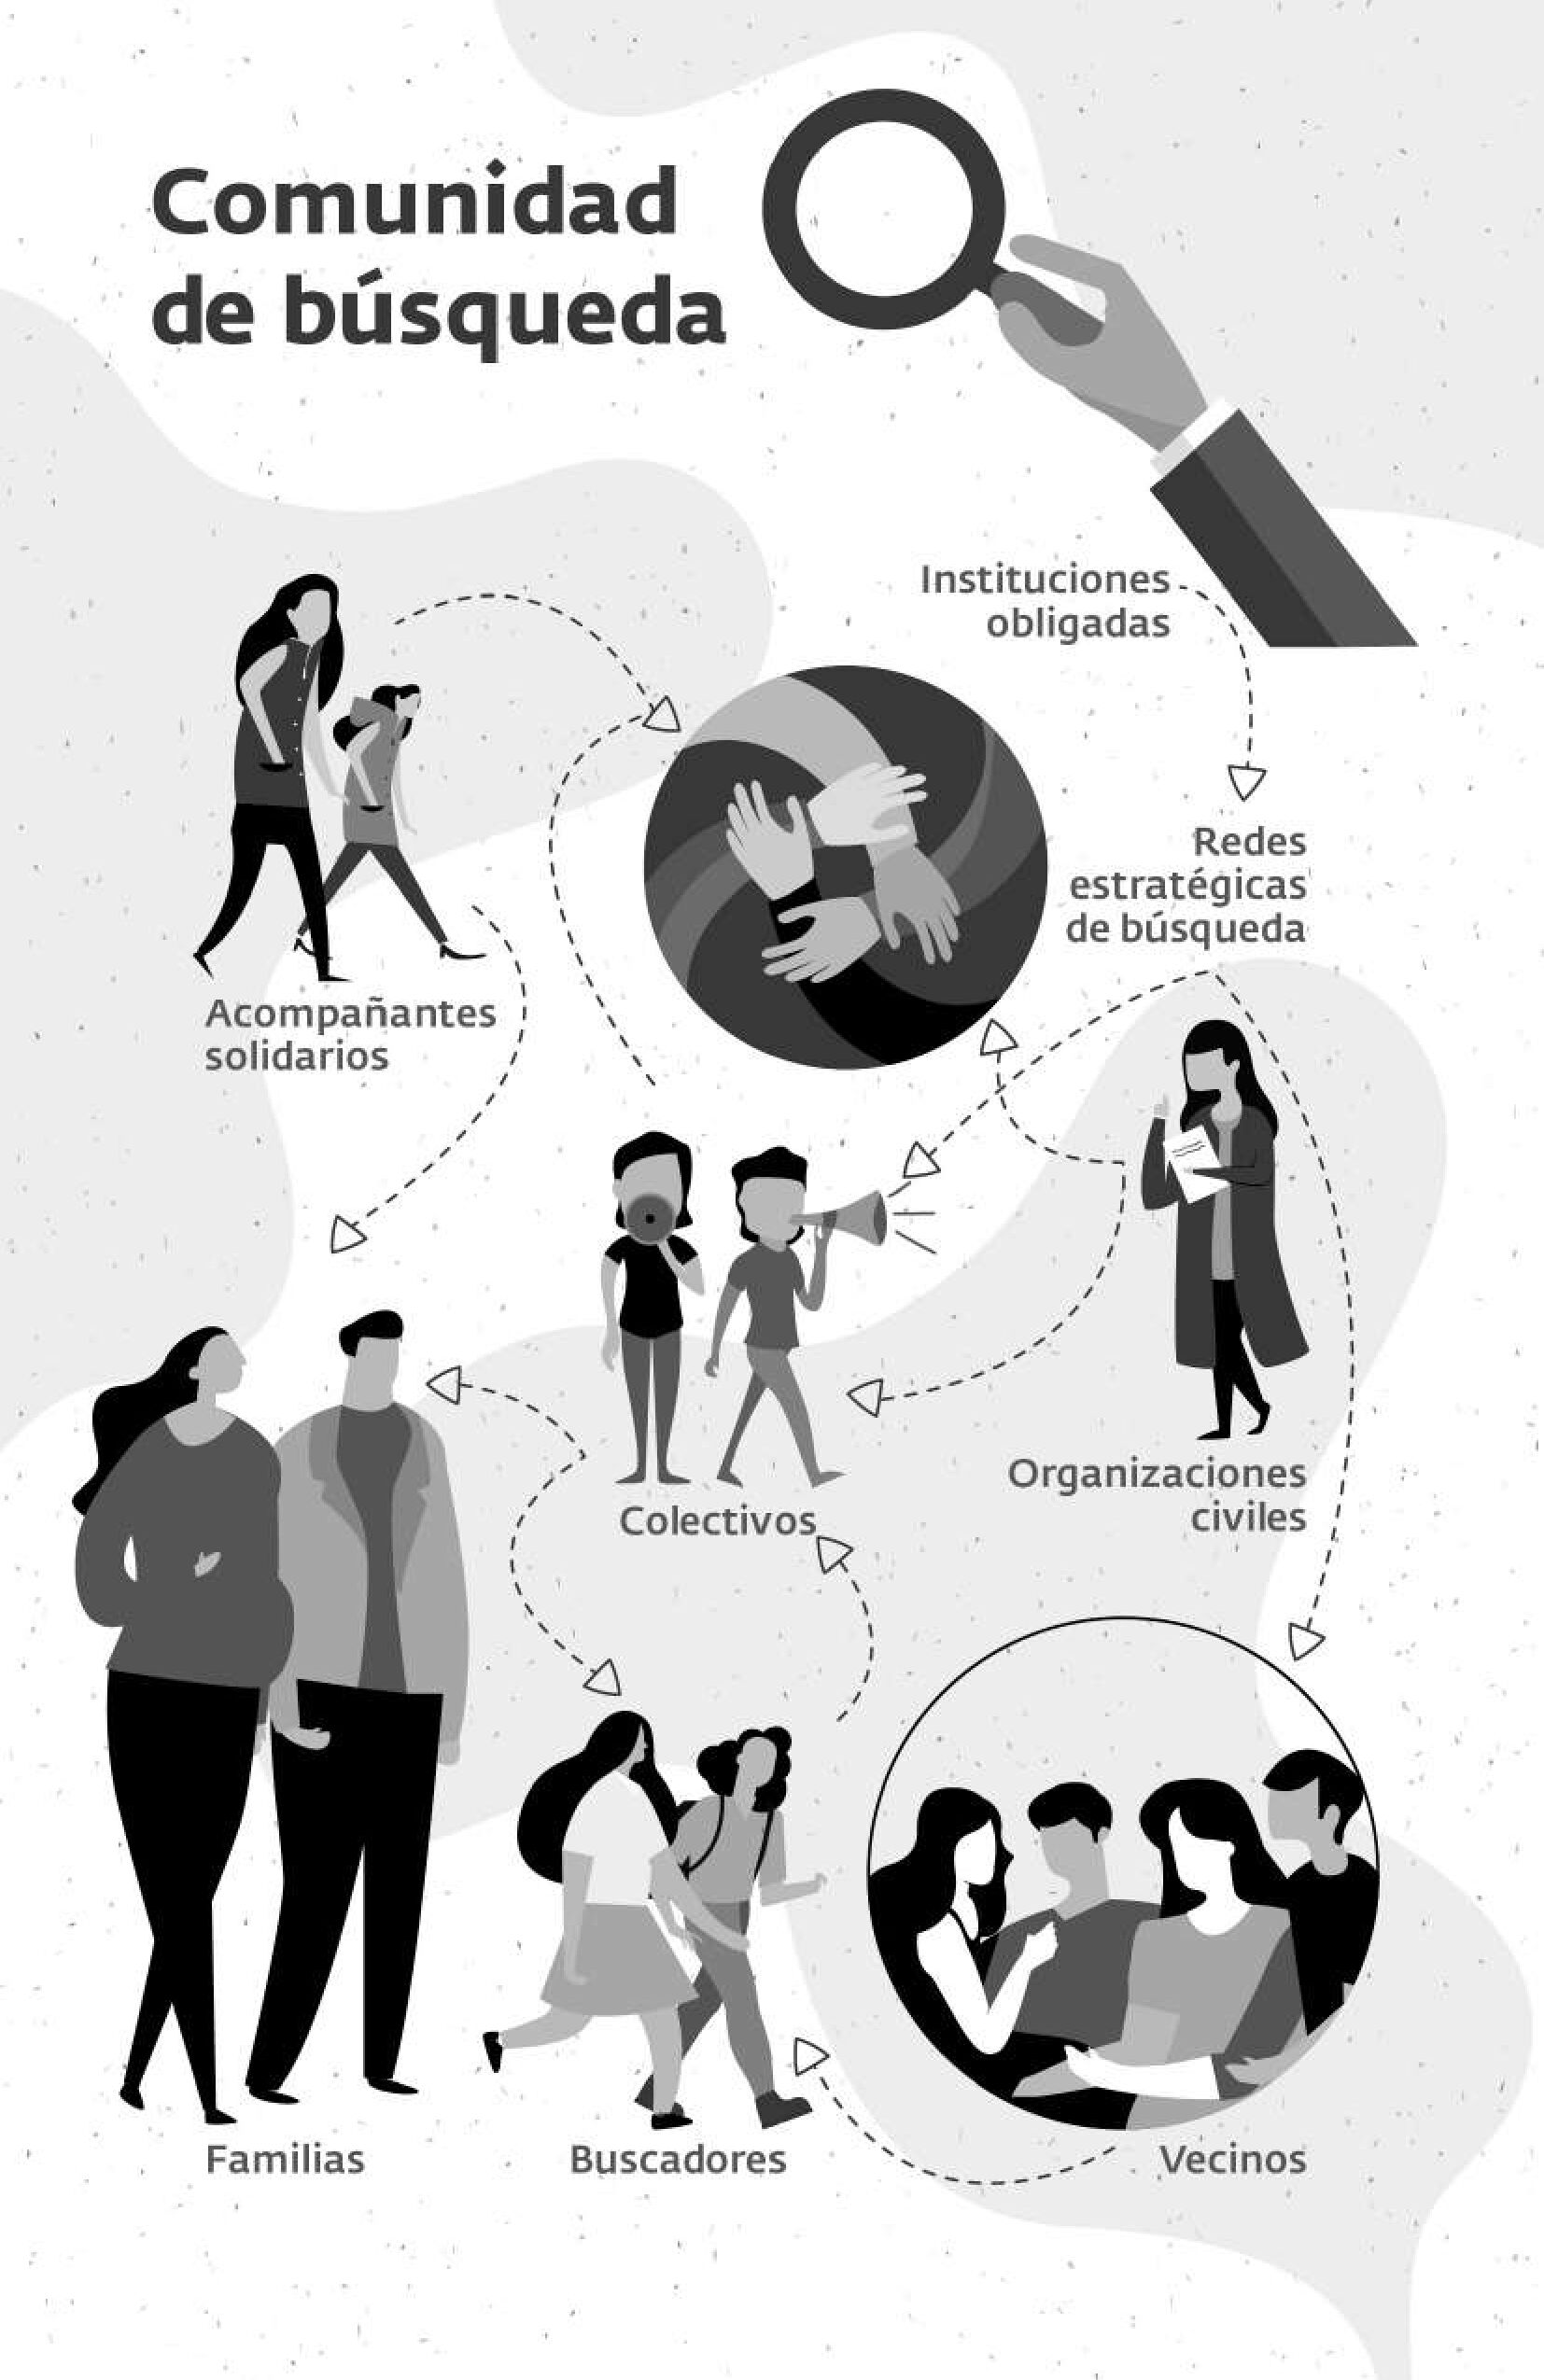 Comunidad
de búsqueda
Instituciones
obligadas
Redes
estratégicas
de búsqueda
Acompañantes
solidarios
Organizaciones
civiles
Colectivos
Familias
Buscadores
Vecinos